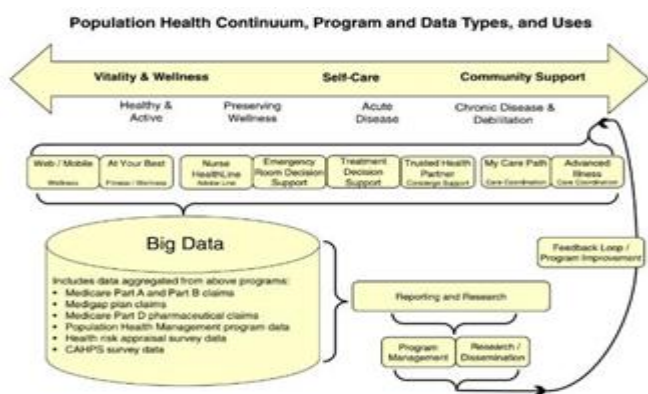 Population Health Continuum, Program and Data Types, and Uses
Vitality & Wellness
Self-Care
Community Support
Healthy &
Active
Preserving
Wellness
Acute
Disease
Chronic Disease &
Debilitation
Web / Mobile
Wellness
At Your Best
Fitness / Wellness
Nurse
HealthLine
Advice Line
Emergency
Room Decision
Support
Treatment
Decision
Support
Trusted Health
Partner
Concierge Support
My Care Path
Care Coordination
Advanced
Illness
Care Coordination
Big Data
Includes data aggregated from above programs:
• Medicare Part A and Part B claims
• Medigap plan claims
• Medicare Part D pharmaceutical claims
• Population Health Management program data
• Health risk appraisal survey data
• CAHPS survey data
Feedback Loop /
Program Improvement
Reporting and Research
Program
Management
Research /
Dissemination